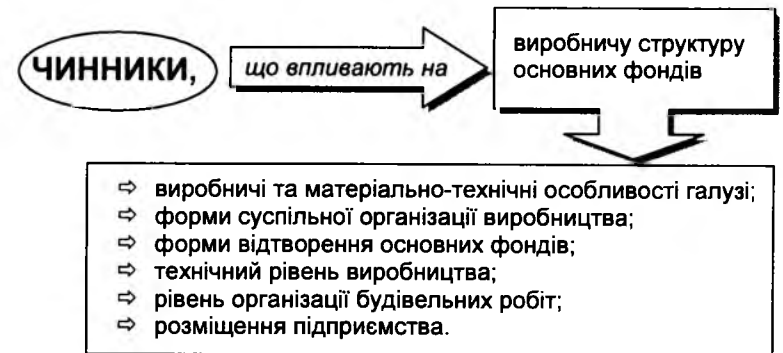 ЧИННИКИ,
що впливають на
виробничу структуру
основних фондів
⇨ виробничі та матеріально-технічні особливості галузі;
⇨ форми суспільної організації виробництва;
⇨ форми відтворення основних фондів;
⇨ технічний рівень виробництва;
⇨ рівень організації будівельних робіт;
⇨ розміщення підприємства.